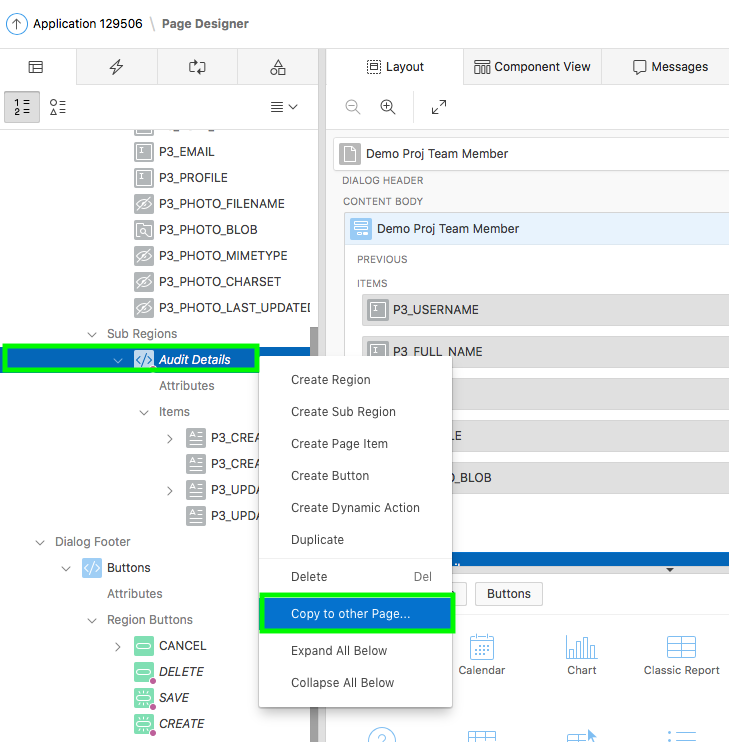 Application 129506 \ Page Designer
Layout
Component View
Messages
P3_EMAIL
P3_PROFILE
P3_PHOTO_FILENAME
P3_PHOTO_BLOB
P3_PHOTO_MIMETYPE
P3_PHOTO_CHARSET
P3_PHOTO_LAST_UPDATED
Sub Regions
Audit Details
Attributes
Items
P3_CREA
P3_CREA
P3_UPDA
P3_UPDA
Dialog Footer
Buttons
Attributes
Region Buttons
CANCEL
DELETE
SAVE
CREATE
Create Region
Create Sub Region
Create Page Item
Create Button
Create Dynamic Action
Duplicate
Delete Del
Copy to other Page...
Expand All Below
Collapse All Below
Demo Proj Team Member
DIALOG HEADER
CONTENT BODY
Demo Proj Team Member
PREVIOUS
ITEMS
P3_USERNAME
P3_FULL_NAME
LE
O_BLOB
Buttons
Calendar
Chart
Classic Report